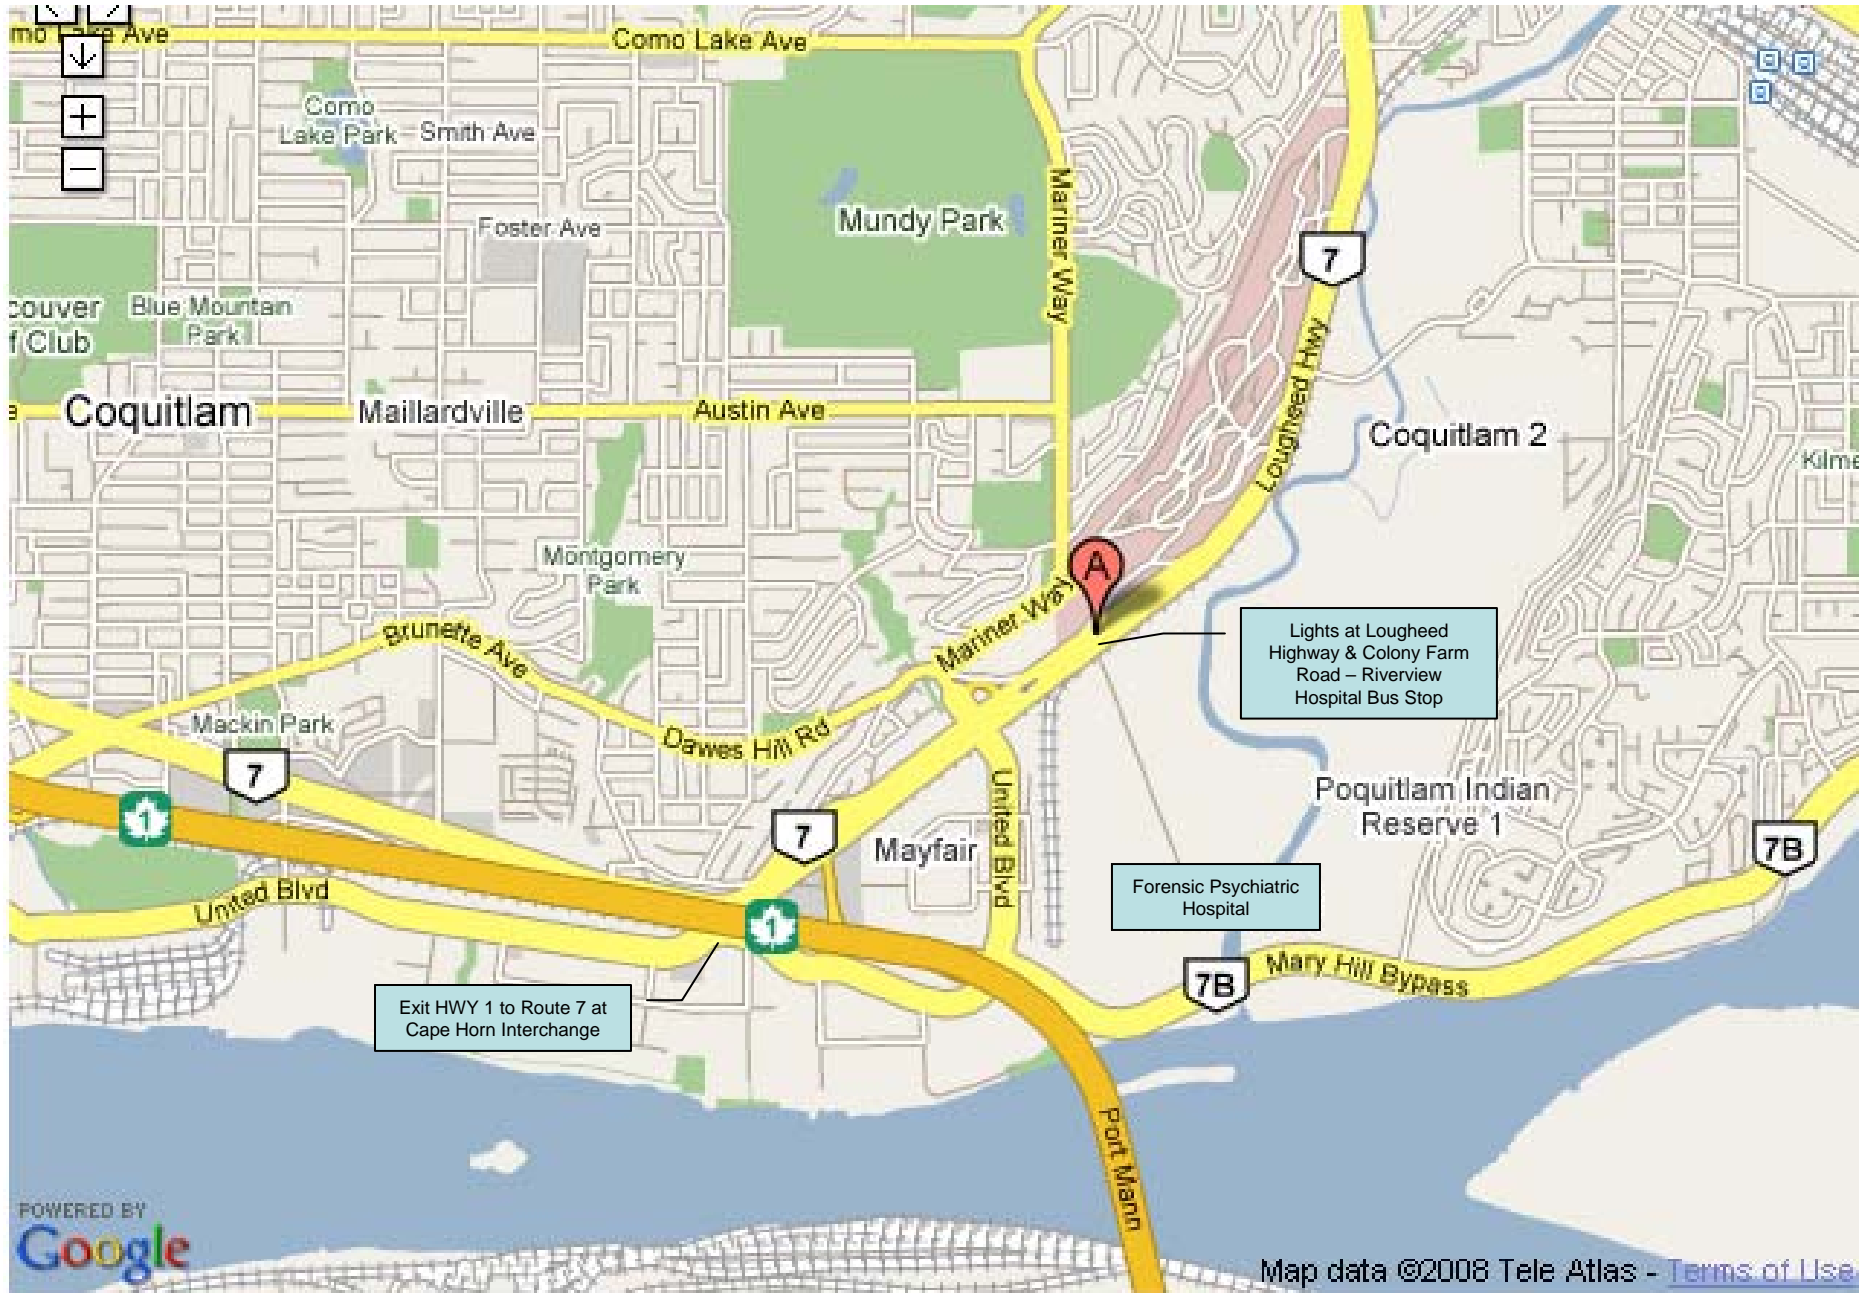 mo Lake Ave
Como Lake Ave
Como
Lake Park
Smith Ave
Mariner Way
Mundy Park
Foster Ave
7
couver
f Club
Blue Mountain
Park
Lougheed Hwy
Coquitlam
Maillardville
Austin Ave
Coquitlam 2
Kilme
Montgomery
Park
A
Mariner Way
Brunette Ave
Lights at Lougheed
Highway & Colony Farm
Road – Riverview
Hospital Bus Stop
Mackin Park
Dawes Hill Rd
7
1
7
Mayfair
United Blvd
Poquitlam Indian
Reserve 1
7B
United Blvd
1
Forensic Psychiatric
Hospital
7B
Mary Hill Bypass
Exit HWY 1 to Route 7 at
Cape Horn Interchange
Port Mann
POWERED BY
Google
Map data ©2008 Tele Atlas - Terms of Use